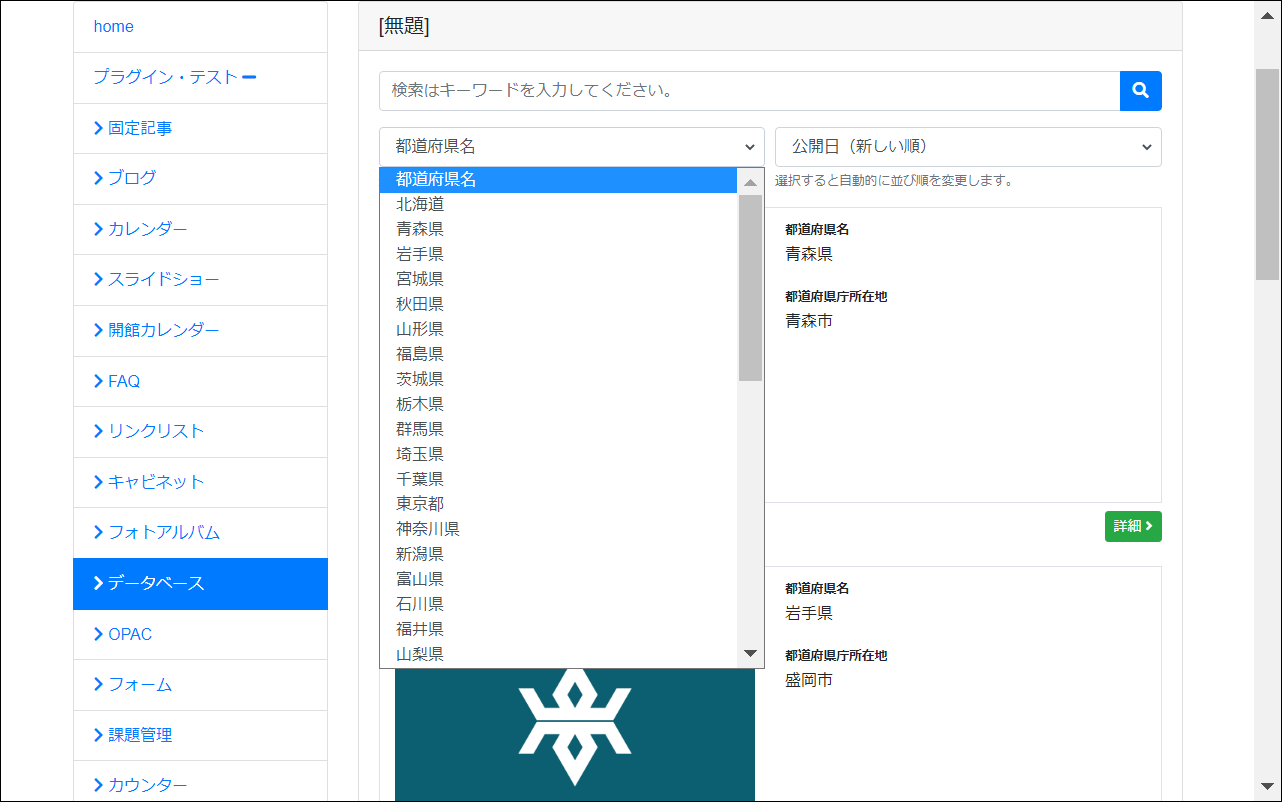 home
プラグイン・テスト
固定記事
ブログ
カレンダー
スライドショー
開館カレンダー
FAQ
リンクリスト
キャビネット
フォトアルバム
データベース
OPAC
フォーム
課題管理
カウンター
[無題]
検索はキーワードを入力してください。
都道府県名
公開日（新しい順）
選択すると自動的に並び順を変更します。
都道府県名
北海道
青森県
岩手県
宮城県
秋田県
山形県
福島県
茨城県
栃木県
群馬県
埼玉県
千葉県
東京都
神奈川県
新潟県
富山県
石川県
福井県
山梨県
都道府県名
青森県
都道府県庁所在地
青森市
詳細
都道府県名
岩手県
都道府県庁所在地
盛岡市